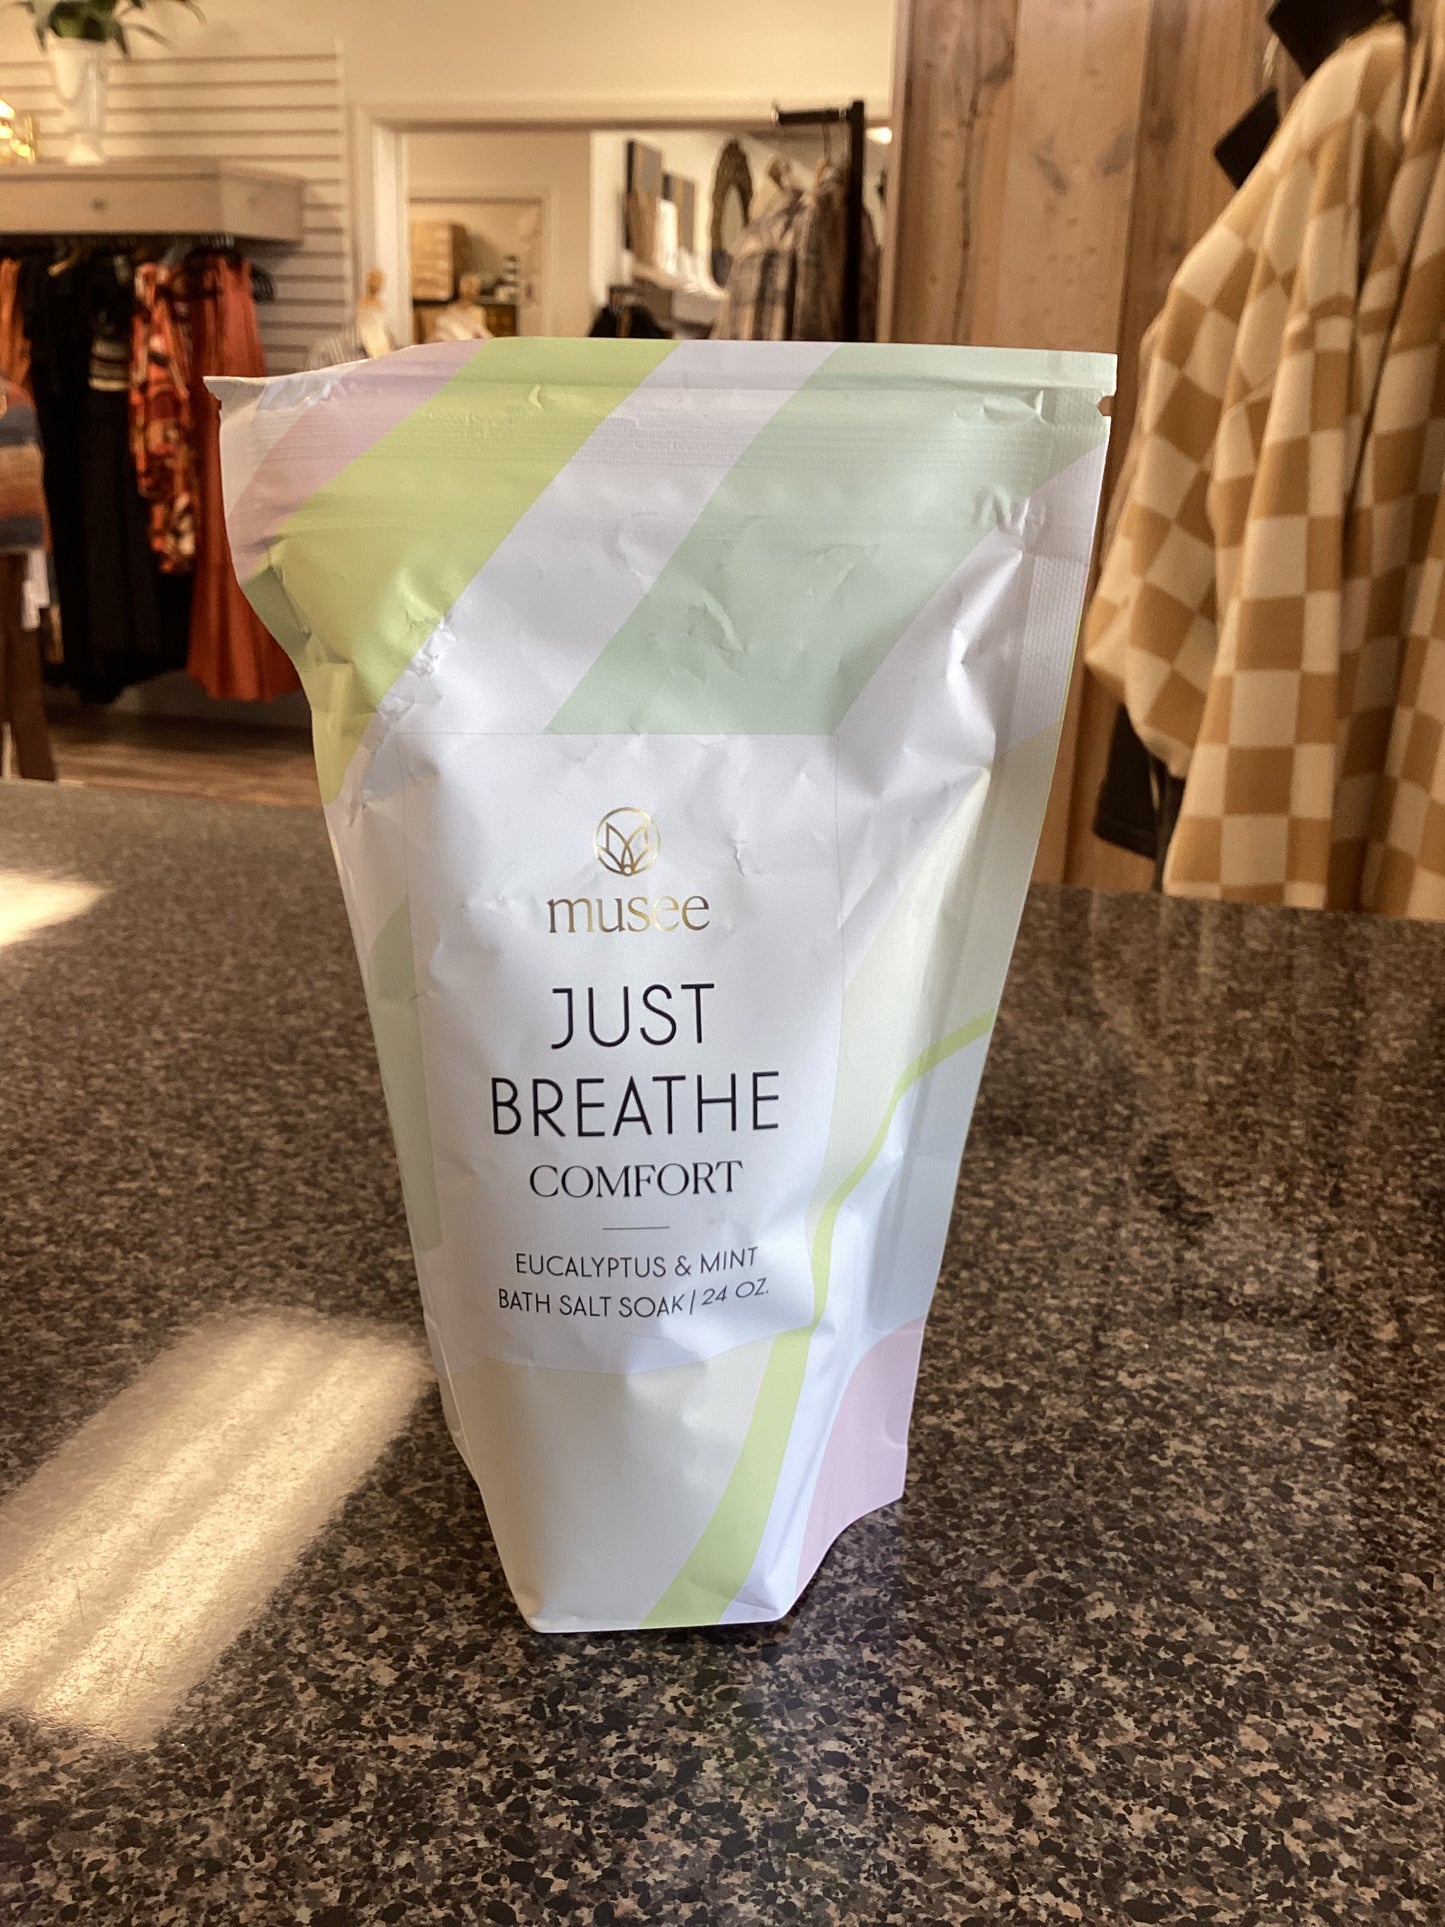 musee
JUST
BREATHE
COMFORT
EUCALYPTUS & MINT
BATH SALT SOAK | 24 OZ.